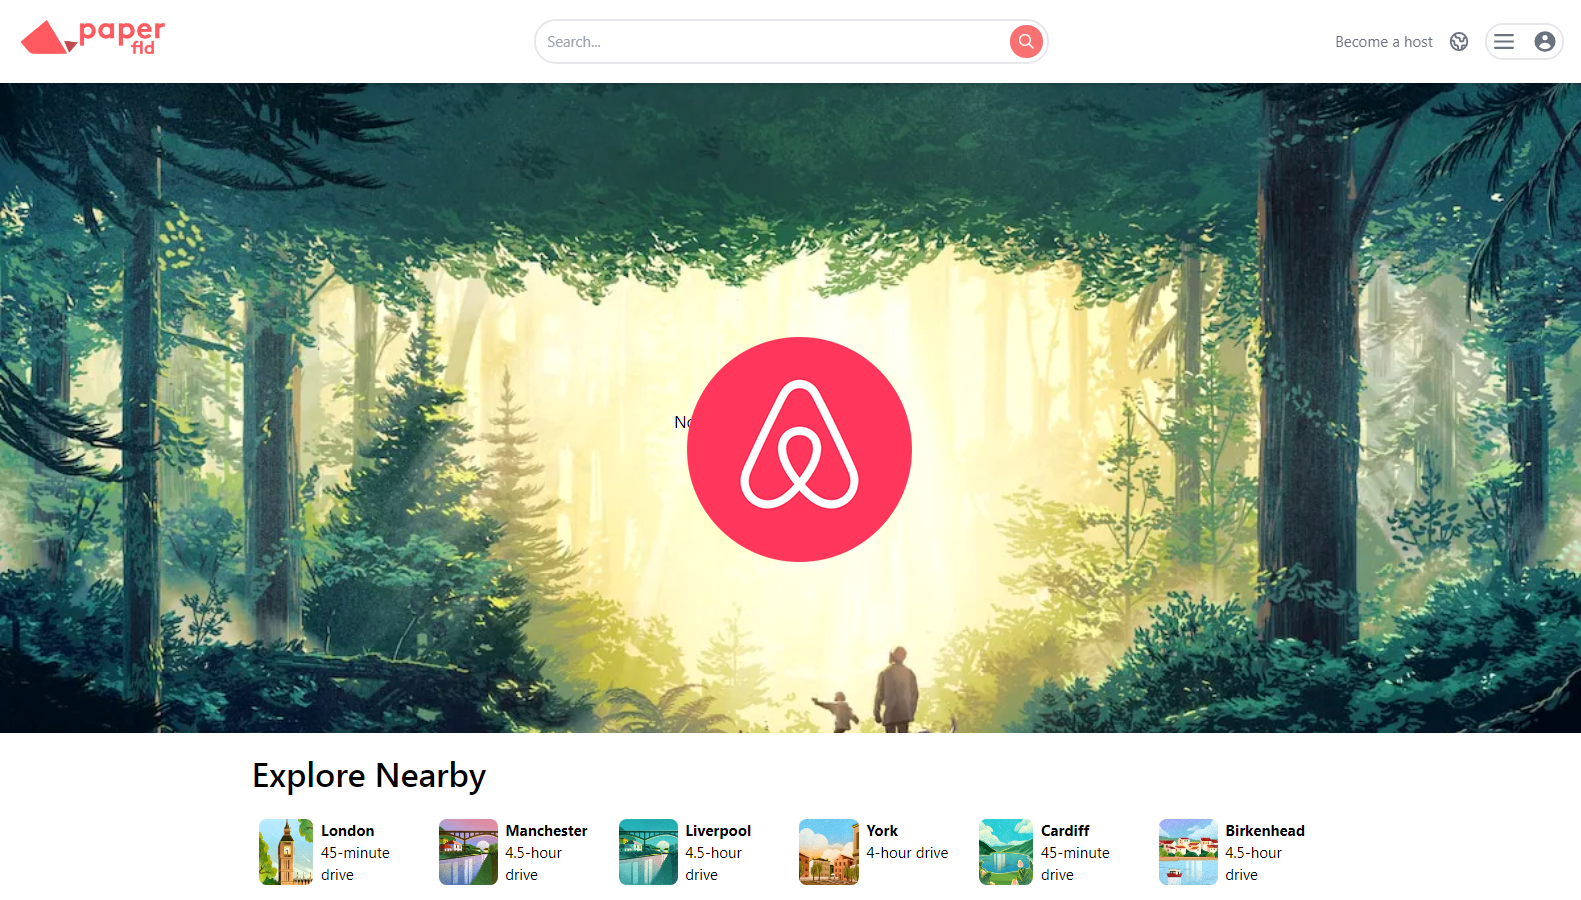 paper
fld
Search...
Become a host
Explore Nearby
London
45-minute
drive
Manchester
4.5-hour
drive
Liverpool
4.5-hour
drive
York
4-hour drive
Cardiff
45-minute
drive
Birkenhead
4.5-hour
drive